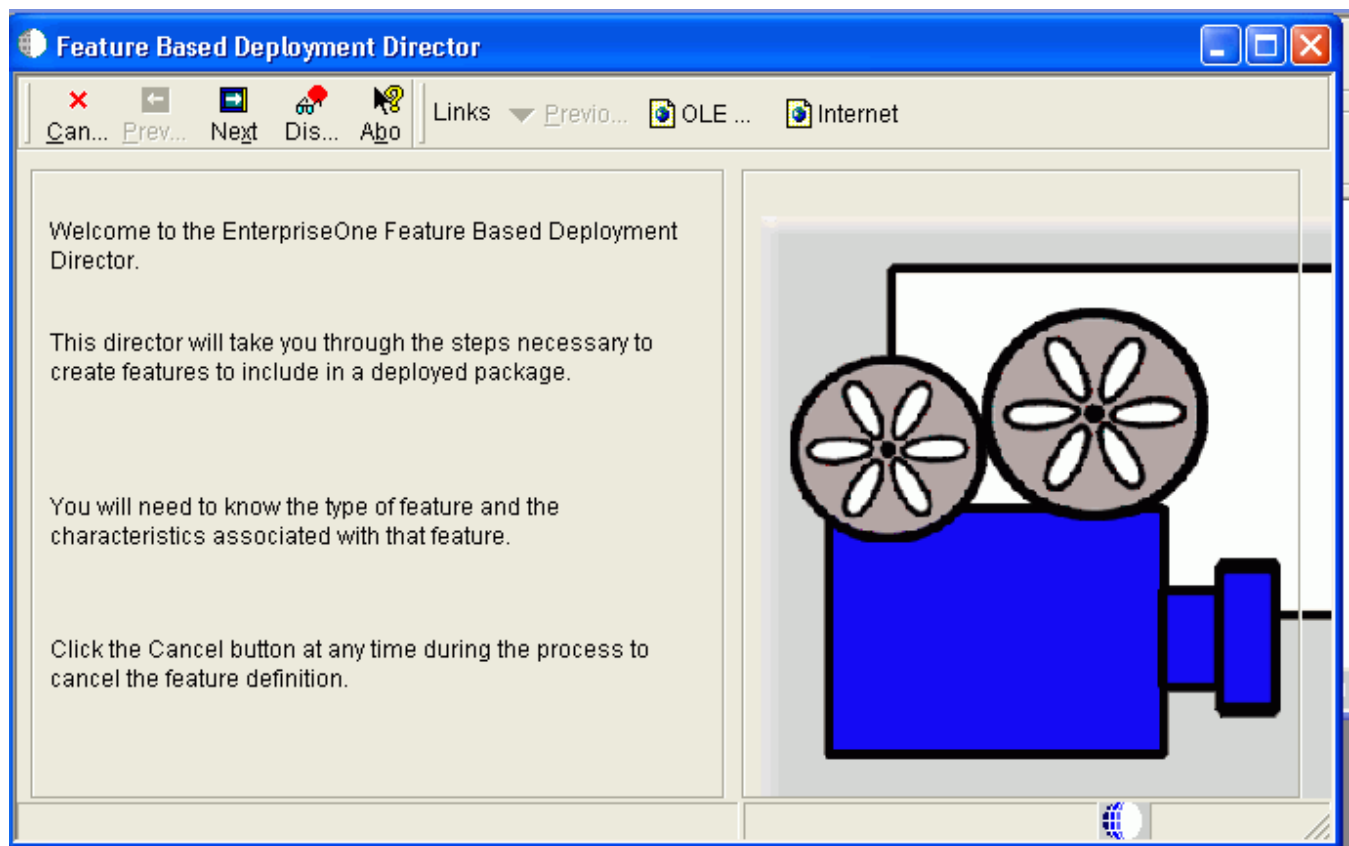 Feature Based Deployment Director
Can... Prev... Next Dis... Abo Links Previo... OLE ... Internet
Welcome to the EnterpriseOne Feature Based Deployment
Director.
This director will take you through the steps necessary to
create features to include in a deployed package.
You will need to know the type of feature and the
characteristics associated with that feature.
Click the Cancel button at any time during the process to
cancel the feature definition.